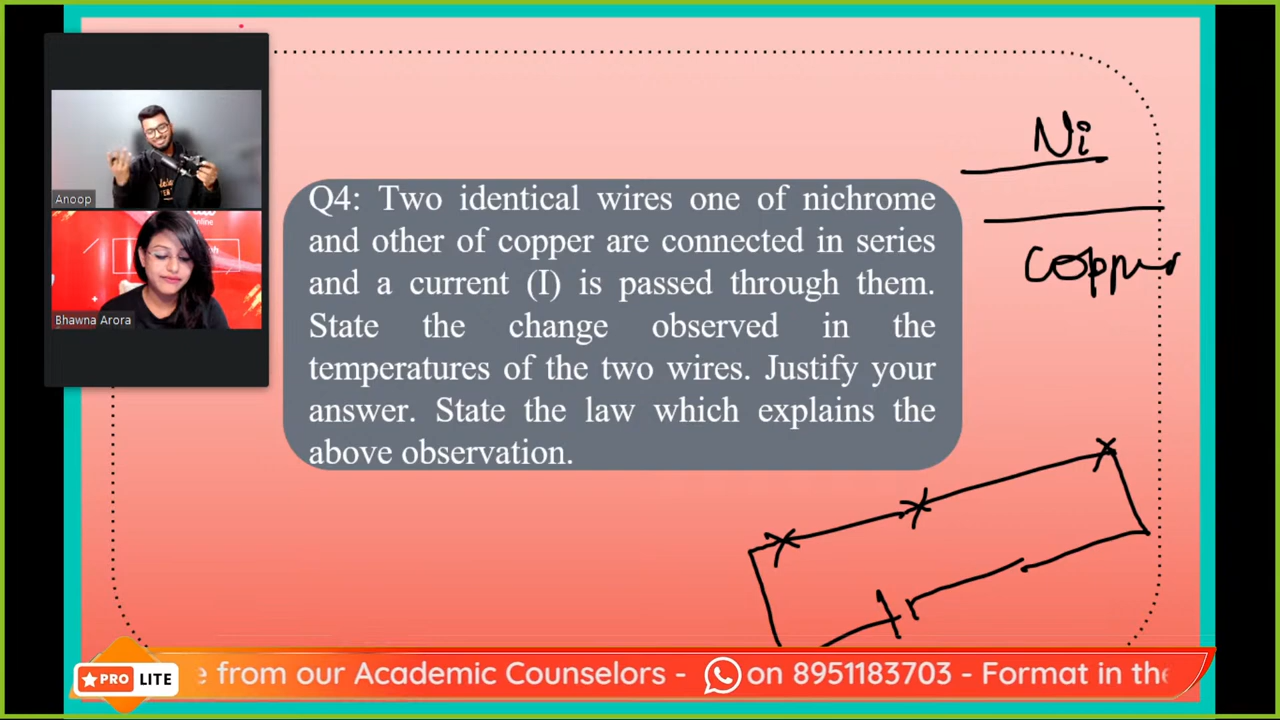 Ni
copper
Anoop
Bhawna Arora
Q4: Two identical wires one of nichrome
and other of copper are connected in series
and a current (I) is passed through them.
State the change observed in the
temperatures of the two wires. Justify your
answer. State the law which explains the
above observation.
PRO LITE
from our Academic Counselors - on 8951183703 - Format in the